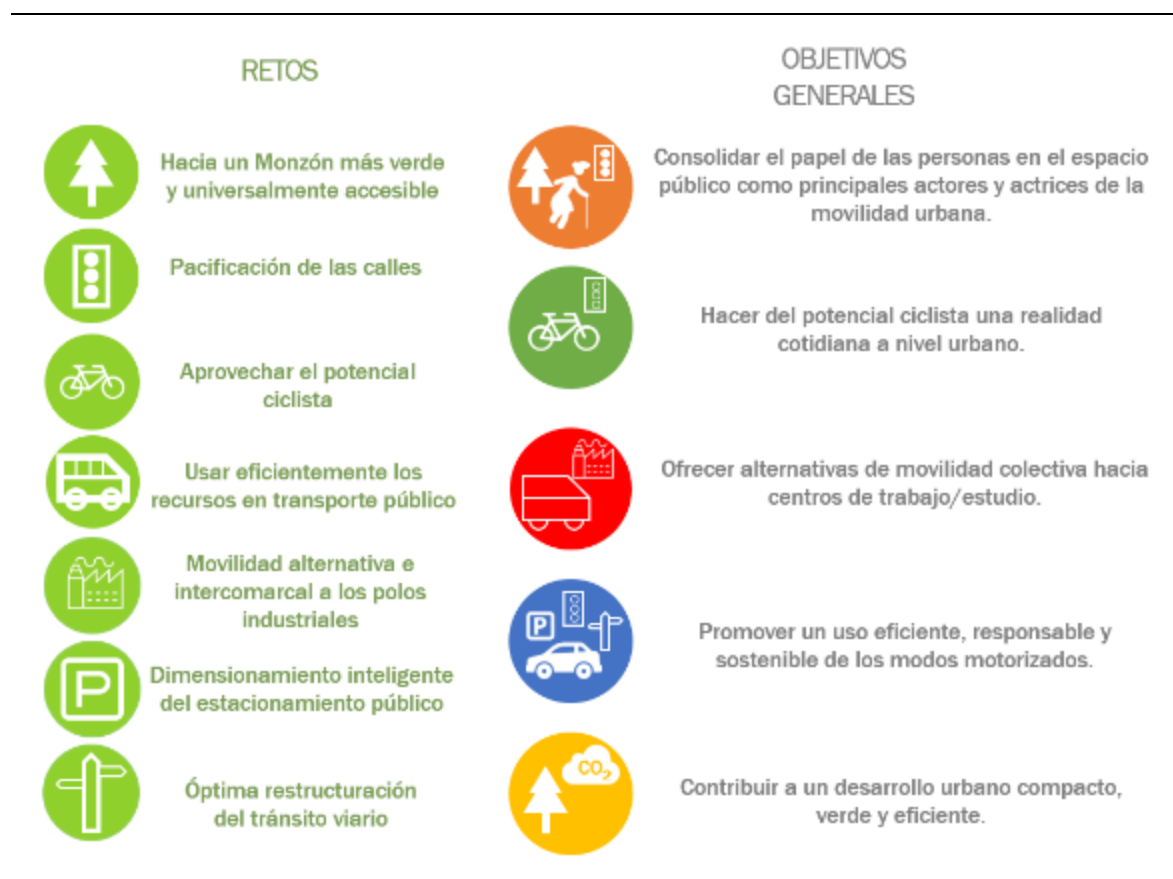 RETOS
Hacia un Monzón más verde
y universalmente accesible
Pacificación de las calles
Aprovechar el potencial
ciclista
Usar eficientemente los
recursos en transporte público
Movilidad alternativa e
intercomarcal a los polos
industriales
P
Dimensionamiento inteligente
del estacionamiento público
Óptima restructuración
del tránsito viario
OBJETIVOS
GENERALES
Consolidar el papel de las personas en el espacio
público como principales actores y actrices de la
movilidad urbana.
Hacer del potencial ciclista una realidad
cotidiana a nivel urbano.
Ofrecer alternativas de movilidad colectiva hacia
centros de trabajo/estudio.
P
Promover un uso eficiente, responsable y
sostenible de los modos motorizados.
CO₂
Contribuir a un desarrollo urbano compacto,
verde y eficiente.